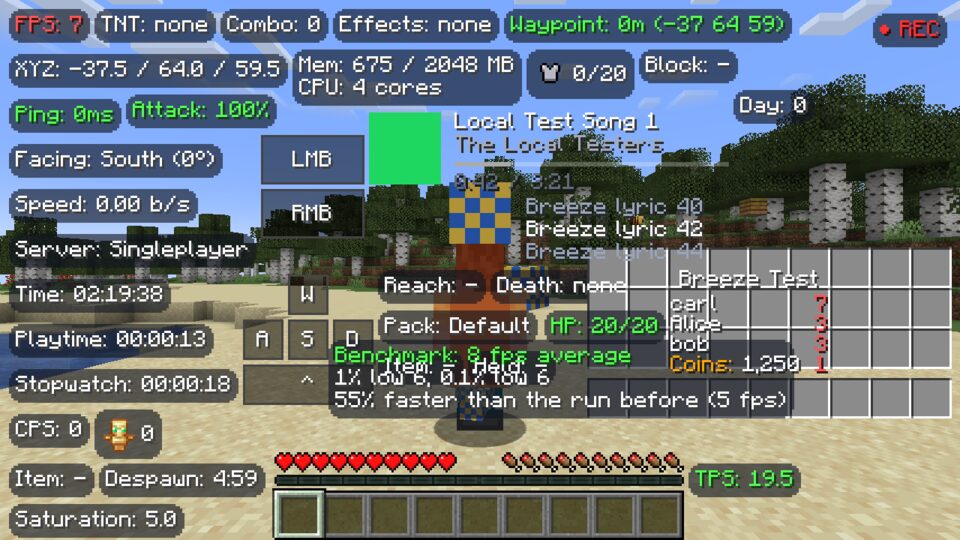 FPS: 7
TNT: none
Combo: 0
Effects: none
Waypoint: 0m (-37 64 59)
REC
XYZ: -37.5 / 64.0 / 59.5
Mem: 675 / 2048 MB
CPU: 4 cores
0/20
Block: -
Day: 0
Ping: 0ms
Attack: 100%
Local Test Song 1
The Local Testers
0:42 / 3:21
Facing: South (0°)
LMB
RMB
Breeze lyric 40
Breeze lyric 42
Breeze lyric 44
Speed: 0.00 b/s
Server: Singleplayer
Time: 02:19:38
W
Reach: -
Death: none
Breeze Test
carl 7
Alice 3
bob 3
Coins: 1,250 1
Playtime: 00:00:13
A
S
D
^
Pack: Default
HP: 20/20
Benchmark: 8 fps average
Item: - Held: -
1% low 6, 0.1% low 6
55% faster than the run before (5 fps)
Stopwatch: 00:00:18
CPS: 0
0
Item: -
Despawn: 4:59
TPS: 19.5
Saturation: 5.0